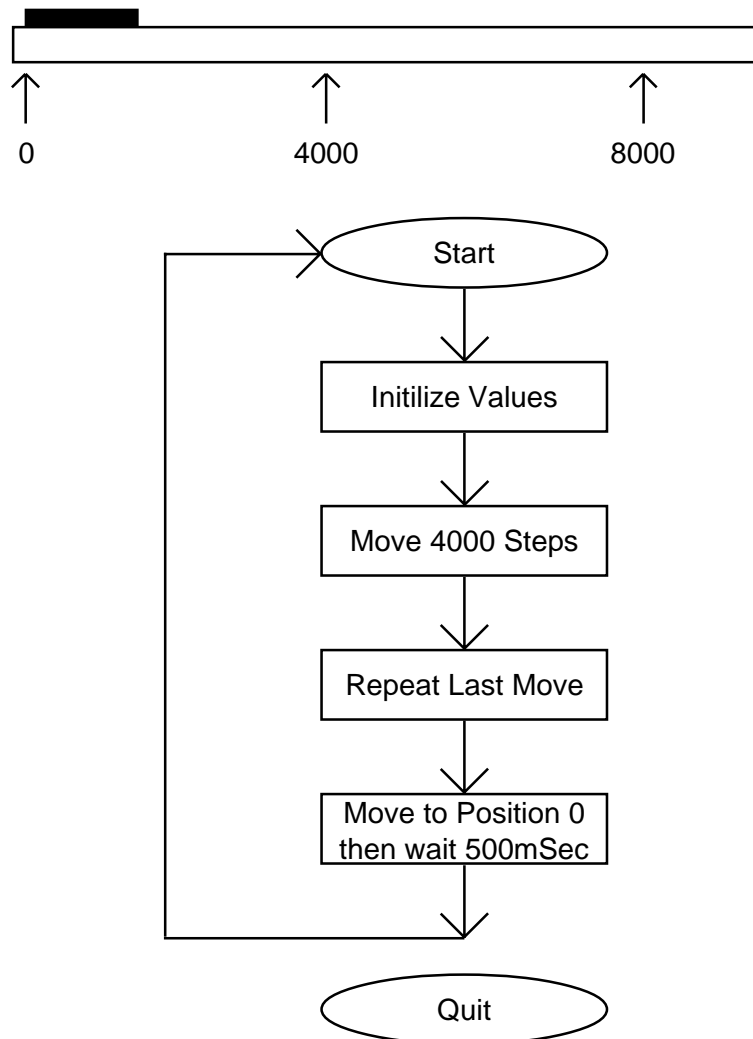 0 4000 8000
Start
Initilize Values
Move 4000 Steps
Repeat Last Move
Move to Position 0
then wait 500mSec
Quit